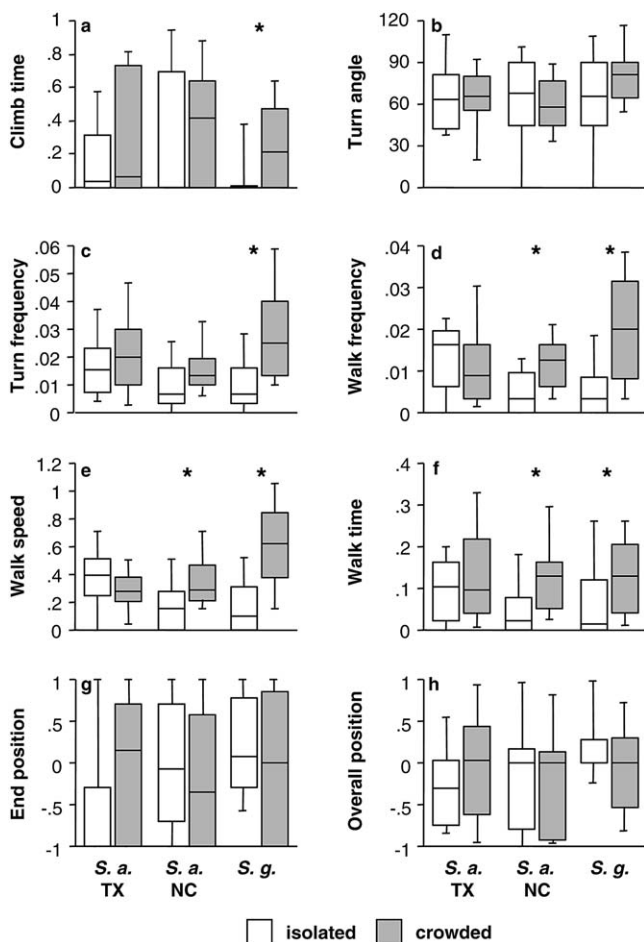 a *
Climb time
1
.8
.6
.4
.2
0
b
Turn angle
120
90
60
30
0
c *
Turn frequency
.06
.05
.04
.03
.02
.01
0
d * *
Walk frequency
.04
.03
.02
.01
0
e * *
Walk speed
1.2
1
.8
.6
.4
.2
0
f * *
Walk time
.4
.3
.2
.1
0
g
End position
1
.5
0
-.5
-1
S. a. S. a. S. g.
TX NC
h
Overall position
1
.5
0
-.5
-1
S. a. S. a. S. g.
TX NC
isolated crowded